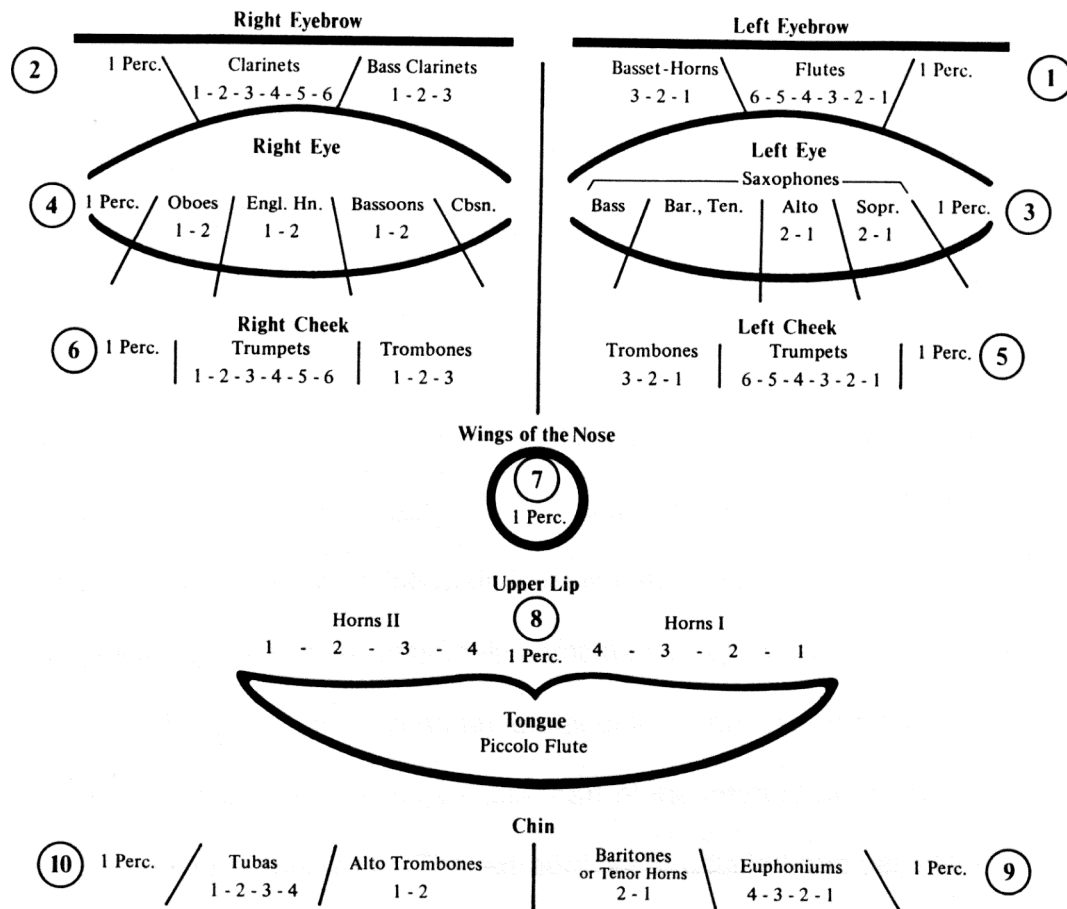 Right Eyebrow
Left Eyebrow
2
1 Perc.
Clarinets
1 - 2 - 3 - 4 - 5 - 6
Bass Clarinets
1 - 2 - 3
Basset-Horns
3 - 2 - 1
Flutes
6 - 5 - 4 - 3 - 2 - 1
1 Perc.
1
Right Eye
Left Eye
Saxophones
4
1 Perc.
Oboes
1 - 2
Engl. Hn.
1 - 2
Bassoons
1 - 2
Cbsn.
Bass
Bar., Ten.
Alto
2 - 1
Sopr.
2 - 1
1 Perc.
3
Right Cheek
Left Cheek
6
1 Perc.
Trumpets
1 - 2 - 3 - 4 - 5 - 6
Trombones
1 - 2 - 3
Trombones
3 - 2 - 1
Trumpets
6 - 5 - 4 - 3 - 2 - 1
1 Perc.
5
Wings of the Nose
7
1 Perc.
Upper Lip
8
Horns II
1 - 2 - 3 - 4
1 Perc.
Horns I
4 - 3 - 2 - 1
Tongue
Piccolo Flute
Chin
10
1 Perc.
Tubas
1 - 2 - 3 - 4
Alto Trombones
1 - 2
Baritones
or Tenor Horns
2 - 1
Euphoniums
4 - 3 - 2 - 1
1 Perc.
9